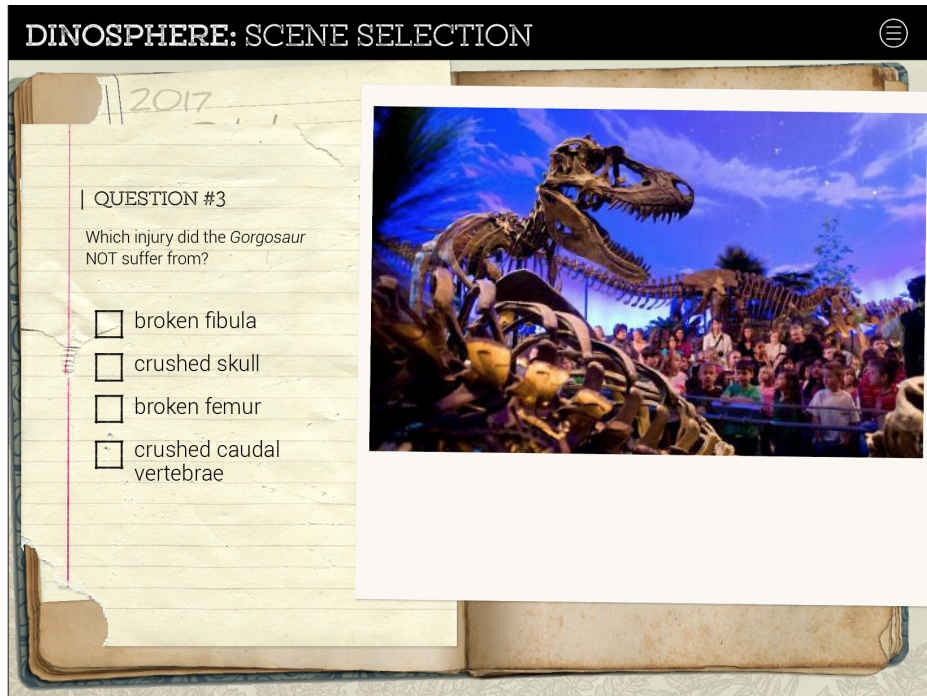 DINOSPHERE: SCENE SELECTION
2017
QUESTION #3
Which injury did the Gorgosaur
NOT suffer from?
broken fibula
crushed skull
broken femur
crushed caudal
vertebrae